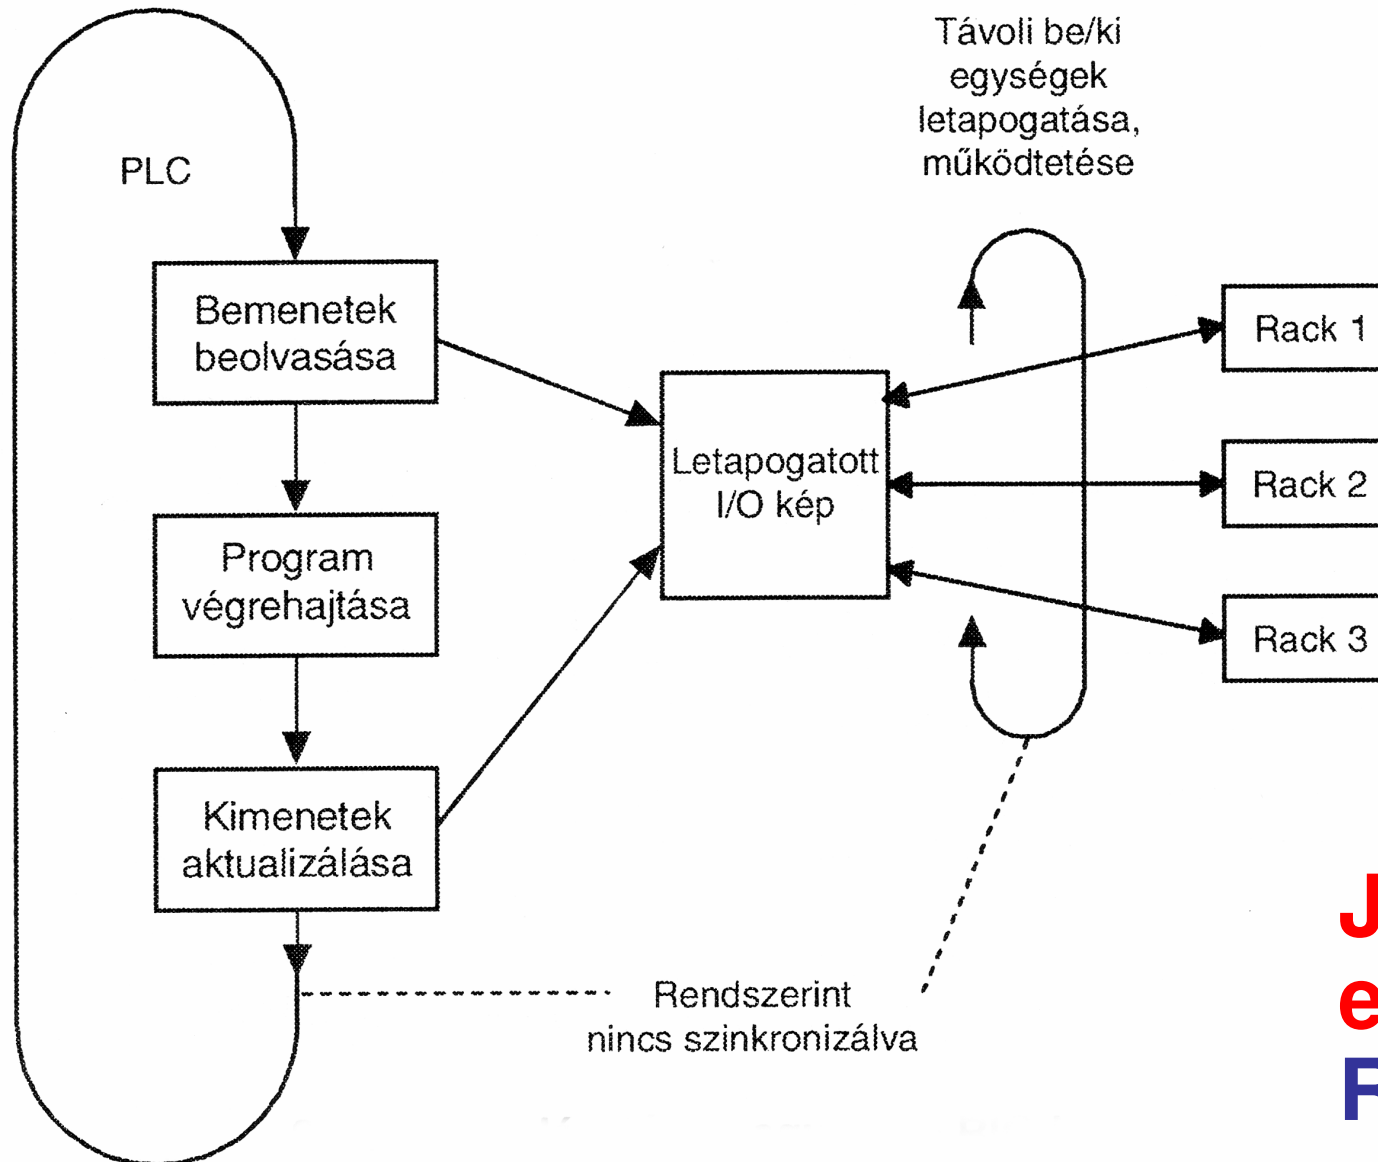 Távoli be/ki
egységek
letapogatása,
működtetése
PLC
Bemenetek
beolvasása
Rack 1
Letapogatott
I/O kép
Rack 2
Program
végrehajtása
Rack 3
Kimenetek
aktualizálása
Rendszerint
nincs szinkronizálva
J
e
R